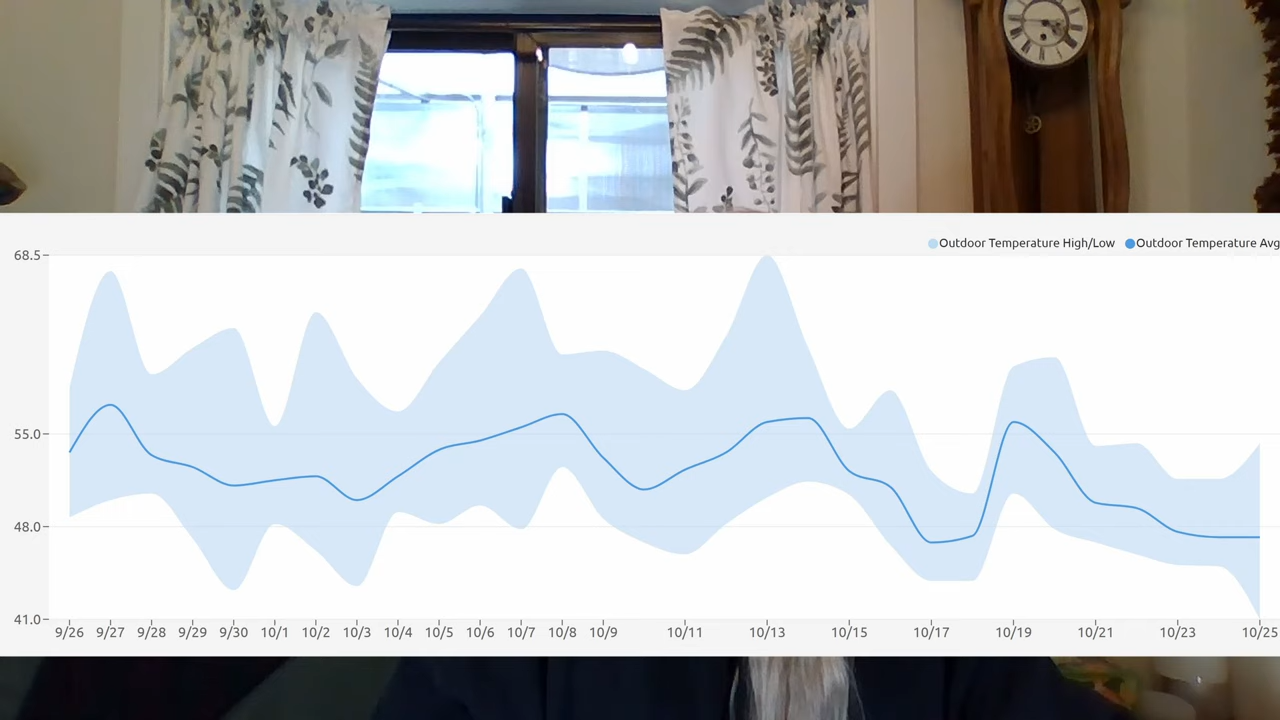 Outdoor Temperature High/Low Outdoor Temperature Avg
68.5
55.0
48.0
41.0
9/26 9/27 9/28 9/29 9/30 10/1 10/2 10/3 10/4 10/5 10/6 10/7 10/8 10/9 10/11 10/13 10/15 10/17 10/19 10/21 10/23 10/25